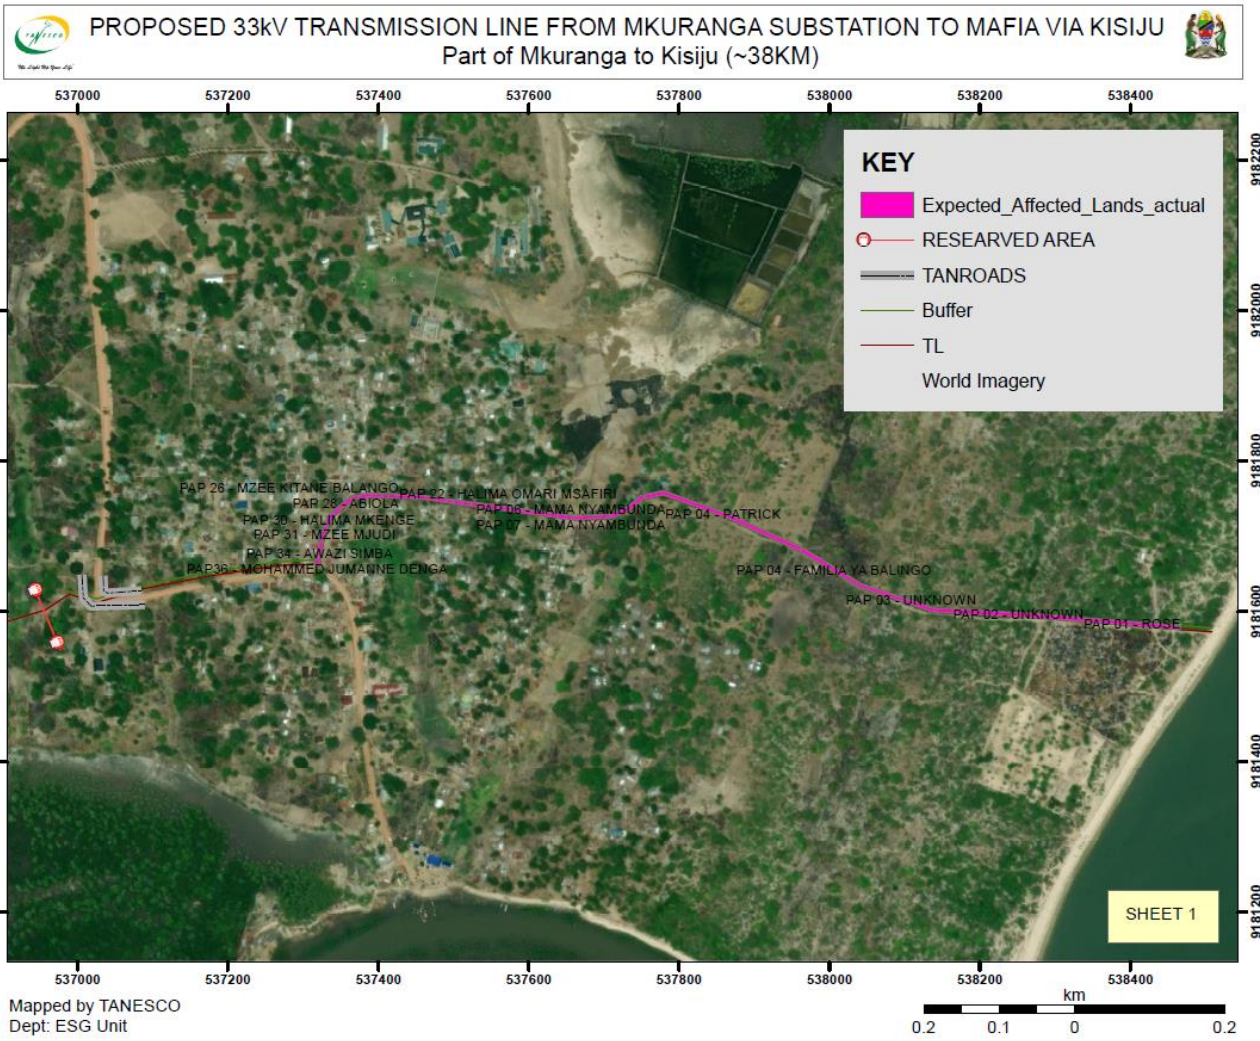 PROPOSED 33kV TRANSMISSION LINE FROM MKURANGA SUBSTATION TO MAFIA VIA KISIJU
Part of Mkuranga to Kisiju (~38KM)
TANESCO
We Light Up Your Life
537000 537200 537400 537600 537800 538000 538200 538400
KEY
Expected_Affected_Lands_actual
RESEARVED AREA
TANROADS
Buffer
TL
World Imagery
9182200
9182000
9181800
9181600
9181400
9181200
PAP 26 - MZEE KITANE BALANGO
PAP 22 - HALIMA OMARI MSAFIRI
PAP 28 - ABIOLA
PAP 06 - MAMA NYAMBUNDA
PAP 04 - PATRICK
PAP 30 - HALIMA MKENGE
PAP 07 - MAMA NYAMBUNDA
PAP 31 - MZEE MJUDI
PAP 34 - AWAZI SIMBA
PAP36 - MOHAMMED JUMANNE DENGA
PAP 04 - FAMILIA YA BALINGO
PAP 03 - UNKNOWN
PAP 02 - UNKNOWN
PAP 01 - ROSE
SHEET 1
537000 537200 537400 537600 537800 538000 538200 538400
Mapped by TANESCO
Dept: ESG Unit
km
0.2 0.1 0 0.2